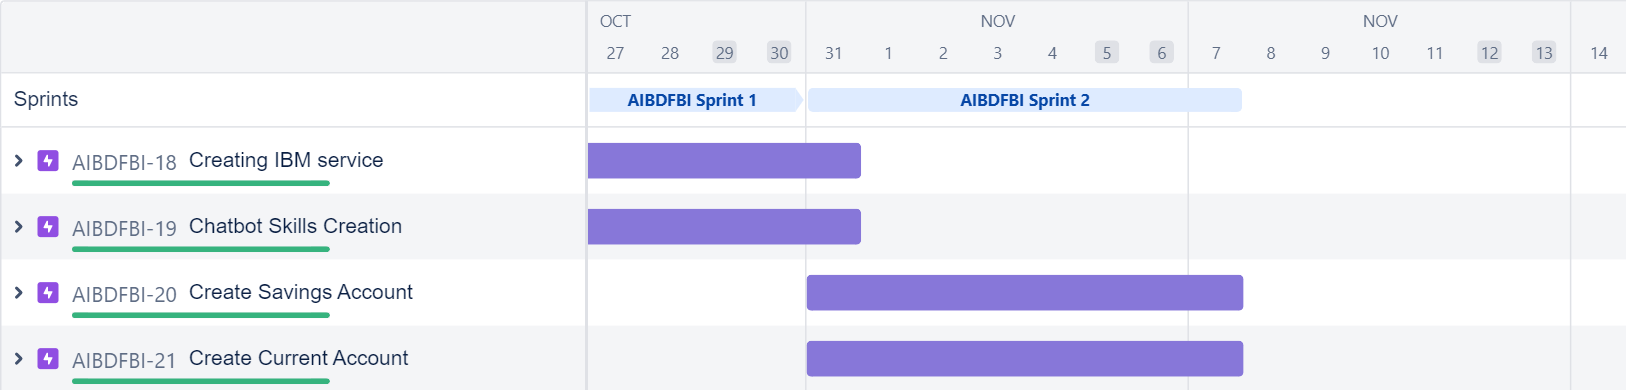 OCT NOV NOV
27 28 29 30 31 1 2 3 4 5 6 7 8 9 10 11 12 13 14
Sprints AIBDFBI Sprint 1 AIBDFBI Sprint 2
AIBDFBI-18 Creating IBM service
AIBDFBI-19 Chatbot Skills Creation
AIBDFBI-20 Create Savings Account
AIBDFBI-21 Create Current Account